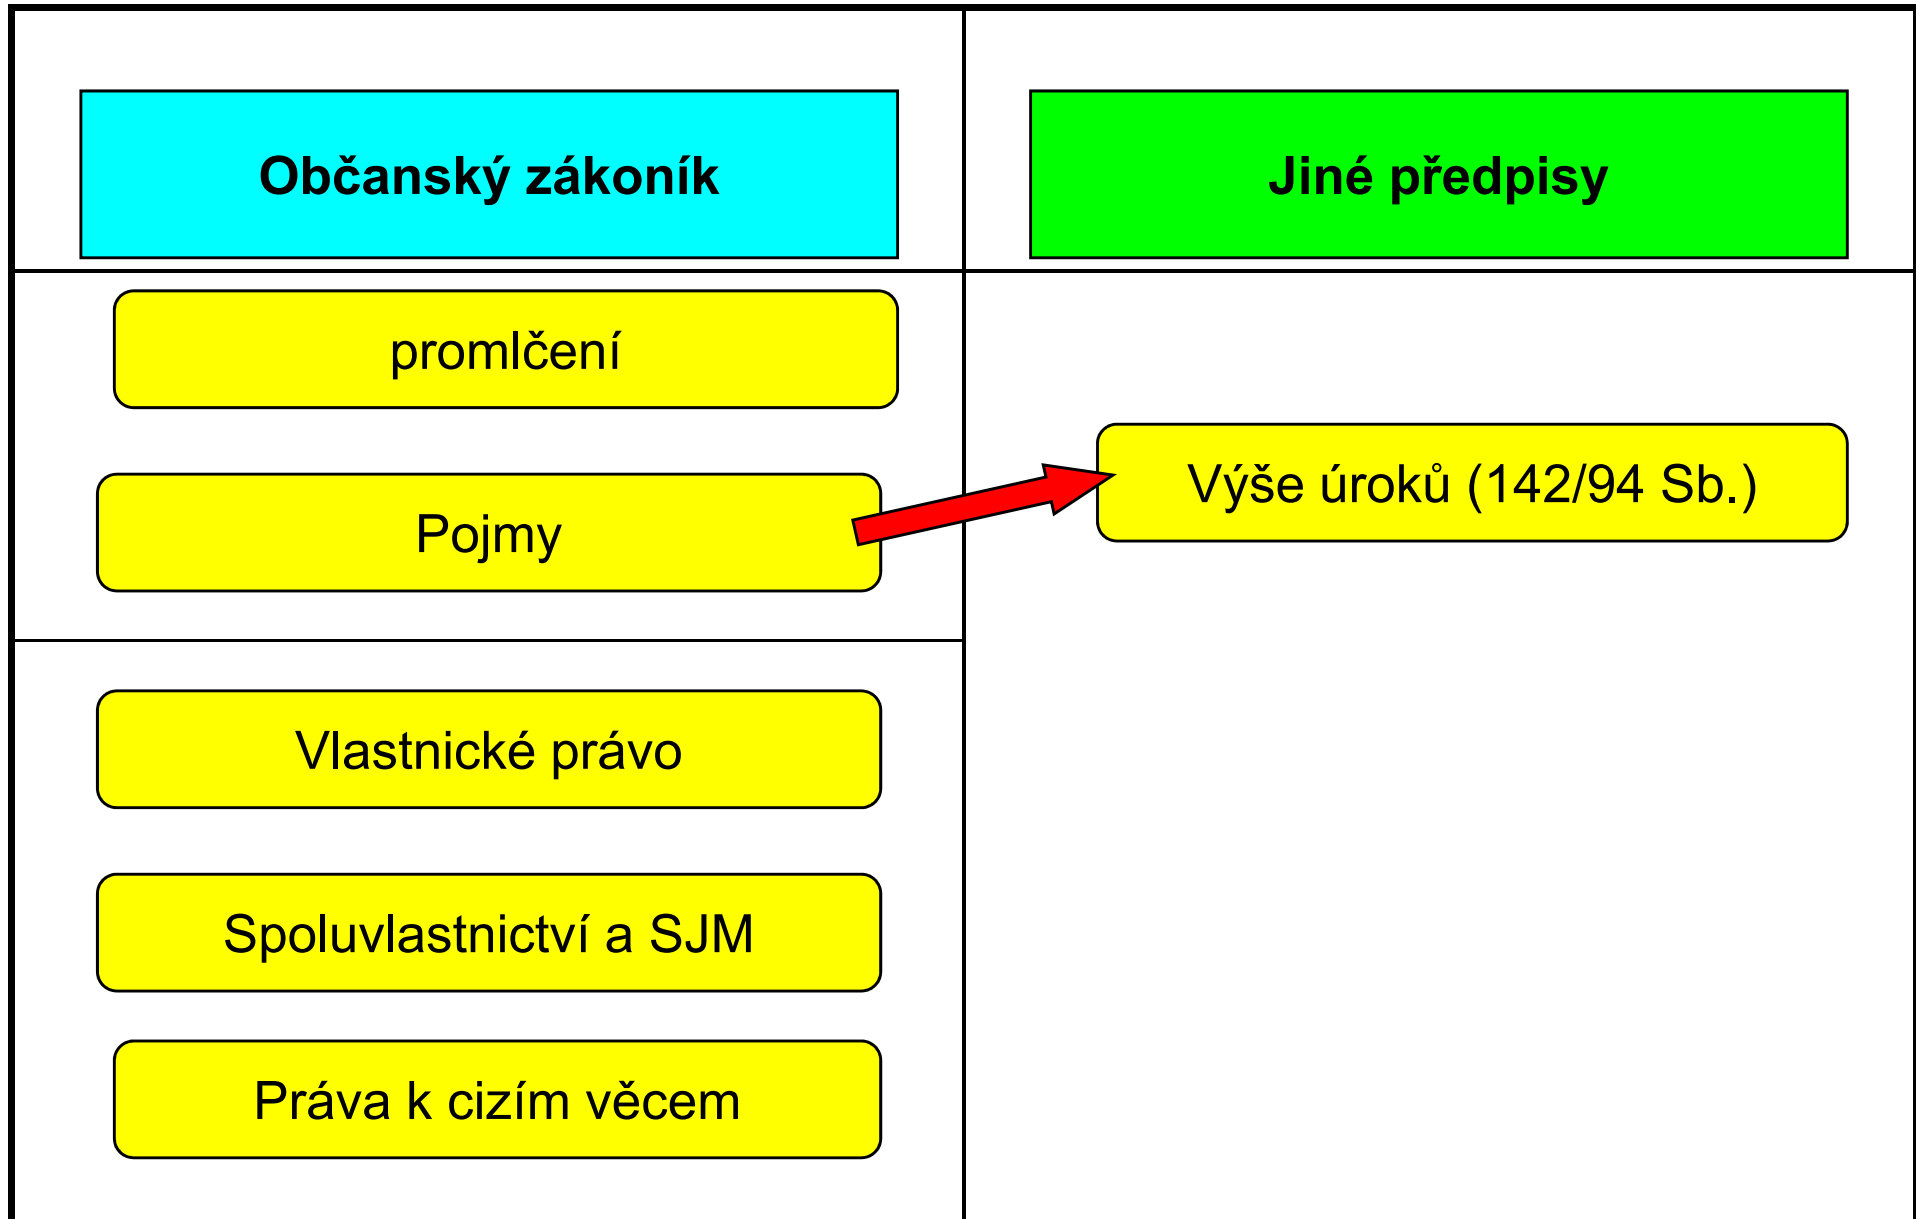 Občanský zákoník
Jiné předpisy
promlčení
Pojmy
Výše úroků (142/94 Sb.)
Vlastnické právo
Spoluvlastnictví a SJM
Práva k cizím věcem